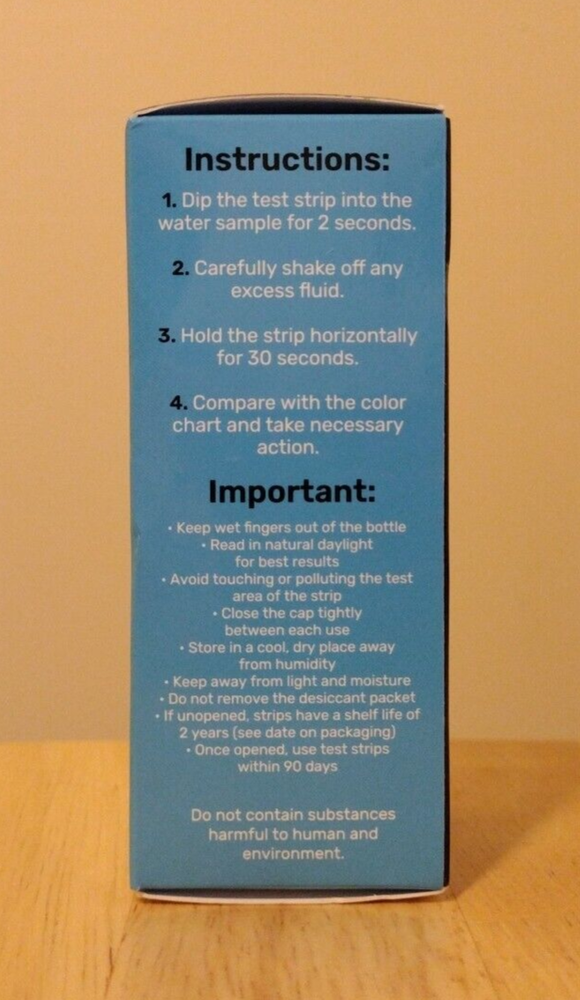 Instructions:
1. Dip the test strip into the
water sample for 2 seconds.
2. Carefully shake off any
excess fluid.
3. Hold the strip horizontally
for 30 seconds.
4. Compare with the color
chart and take necessary
action.
Important:
• Keep wet fingers out of the bottle
• Read in natural daylight
for best results
• Avoid touching or polluting the test
area of the strip
• Close the cap tightly
between each use
• Store in a cool, dry place away
from humidity
• Keep away from light and moisture
• Do not remove the desiccant packet
• If unopened, strips have a shelf life of
2 years (see date on packaging)
• Once opened, use test strips
within 90 days
Do not contain substances
harmful to human and
environment.